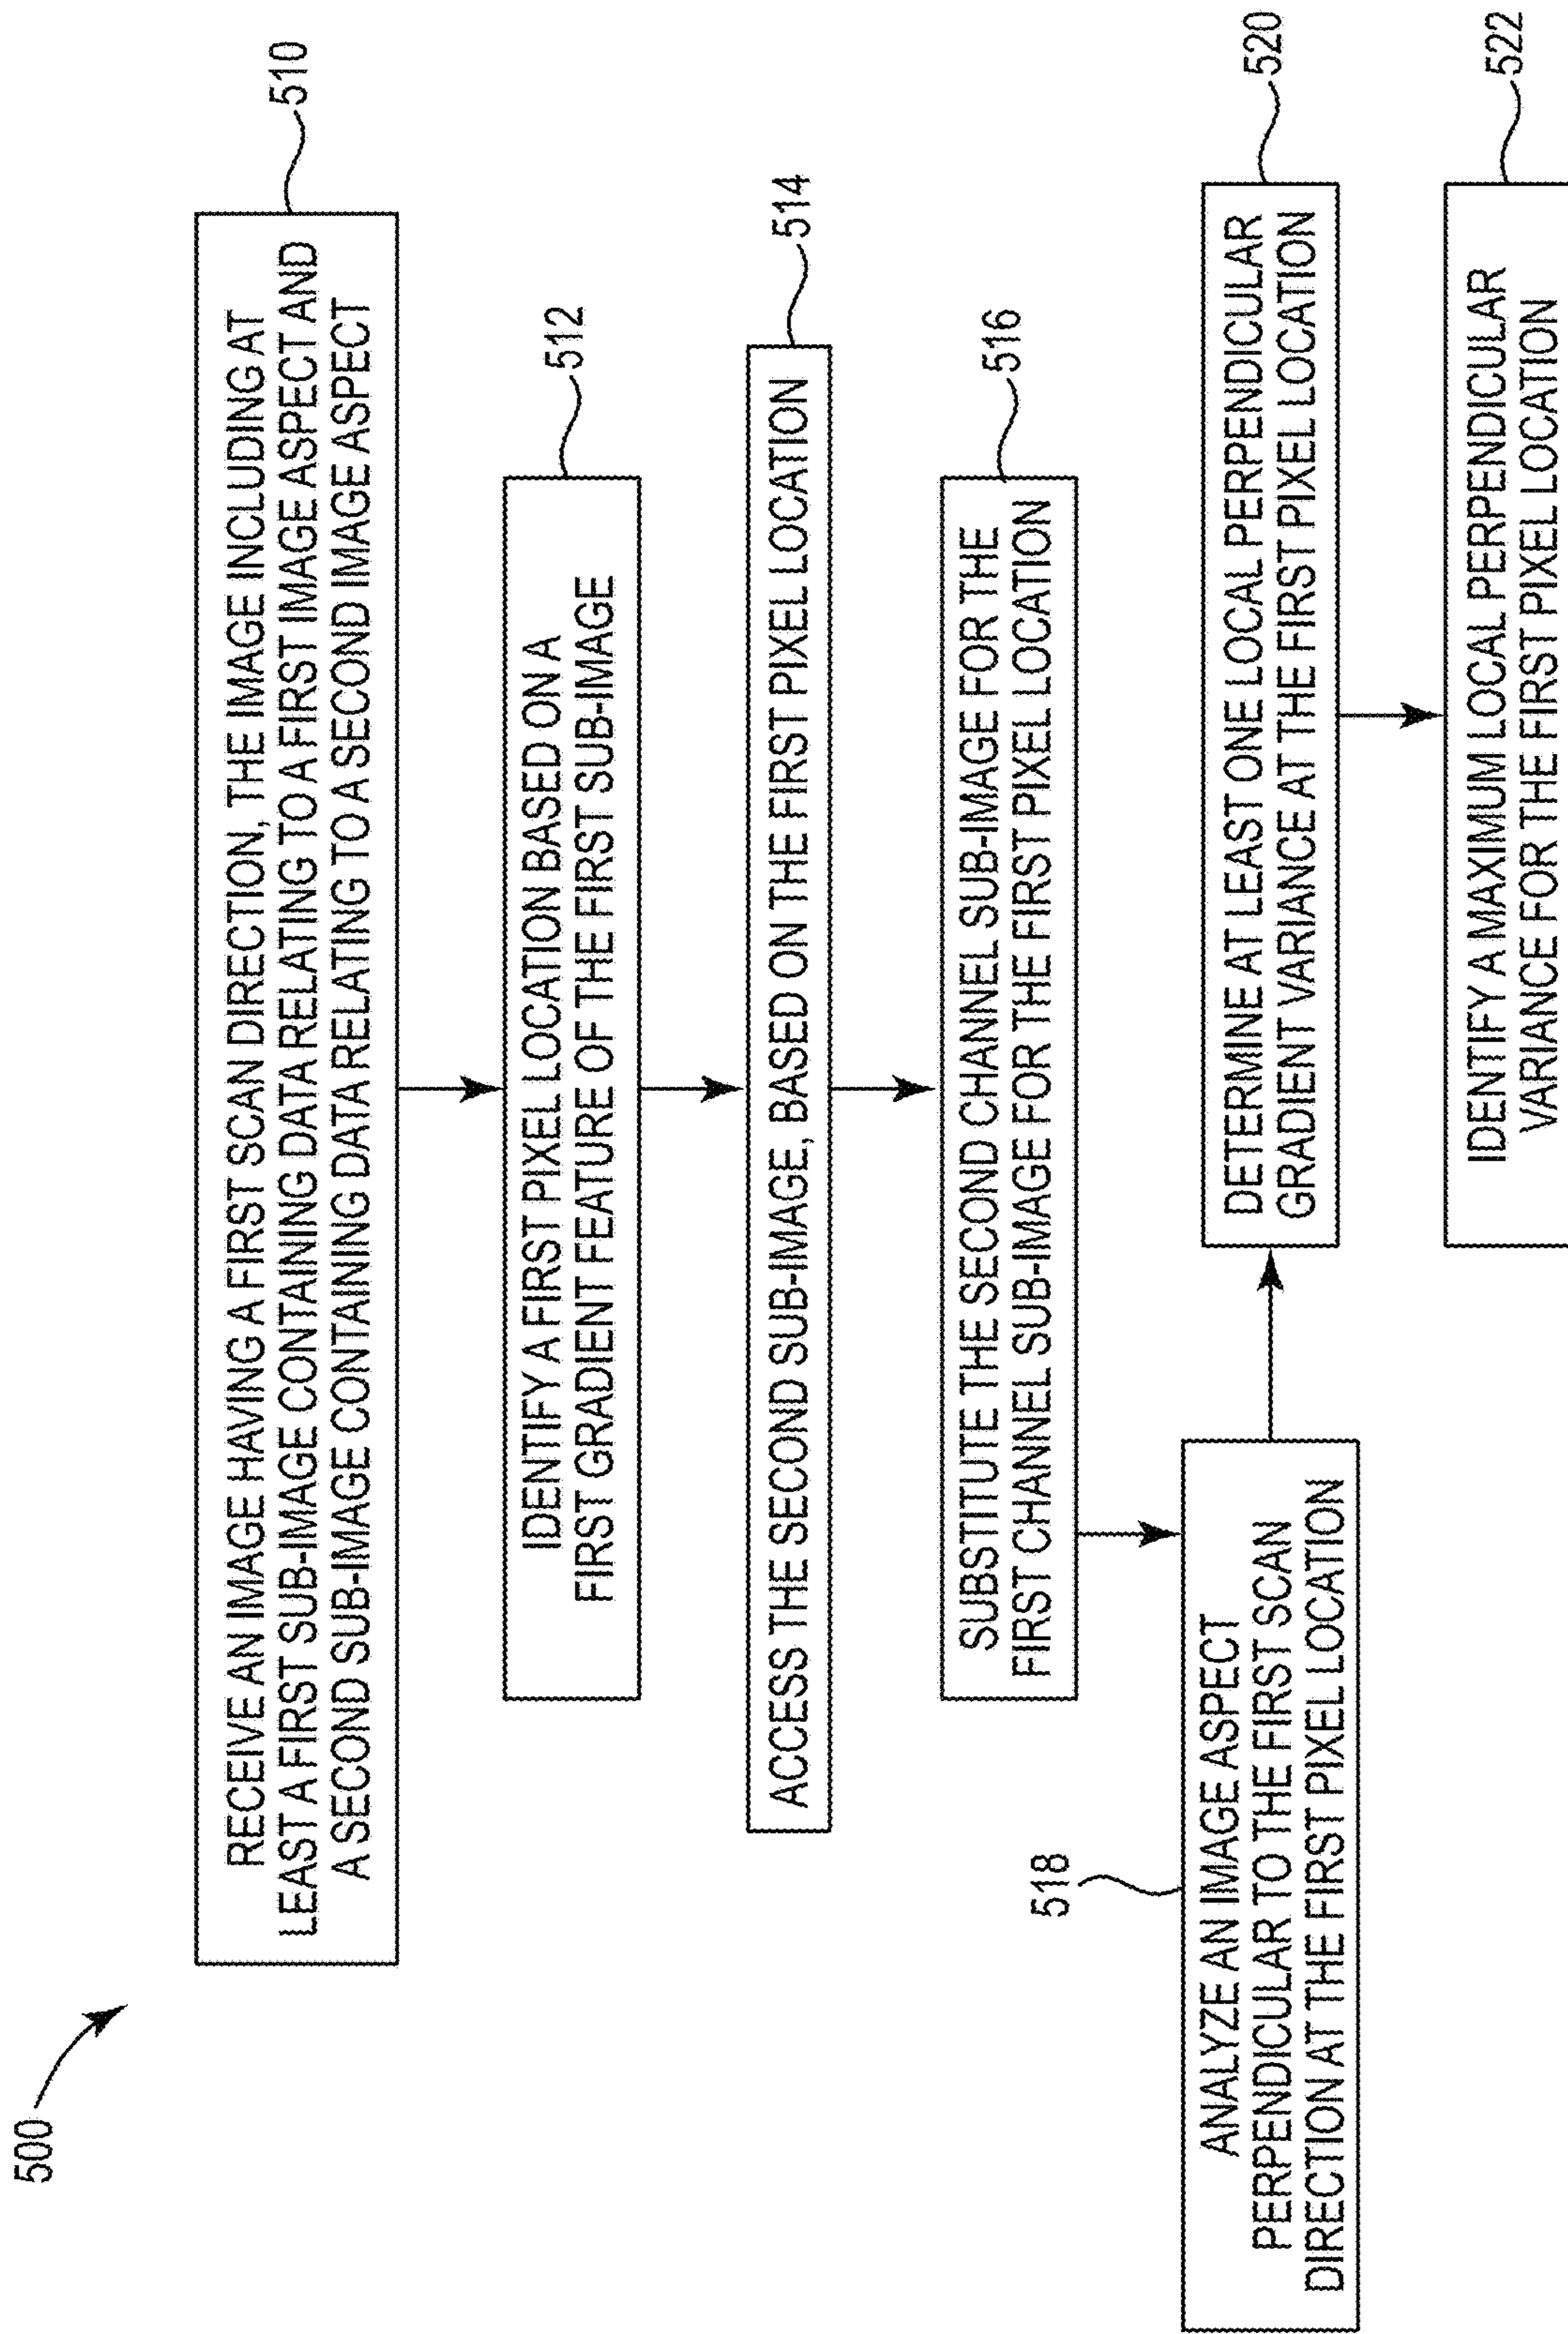 500
RECEIVE AN IMAGE HAVING A FIRST SCAN DIRECTION, THE IMAGE INCLUDING AT
LEAST A FIRST SUB-IMAGE CONTAINING DATA RELATING TO A FIRST IMAGE ASPECT AND
A SECOND SUB-IMAGE CONTAINING DATA RELATING TO A SECOND IMAGE ASPECT
510
IDENTIFY A FIRST PIXEL LOCATION BASED ON A
FIRST GRADIENT FEATURE OF THE FIRST SUB-IMAGE
512
ACCESS THE SECOND SUB-IMAGE, BASED ON THE FIRST PIXEL LOCATION
514
SUBSTITUTE THE SECOND CHANNEL SUB-IMAGE FOR THE
FIRST CHANNEL SUB-IMAGE FOR THE FIRST PIXEL LOCATION
516
518
ANALYZE AN IMAGE ASPECT
PERPENDICULAR TO THE FIRST SCAN
DIRECTION AT THE FIRST PIXEL LOCATION
DETERMINE AT LEAST ONE LOCAL PERPENDICULAR
GRADIENT VARIANCE AT THE FIRST PIXEL LOCATION
520
IDENTIFY A MAXIMUM LOCAL PERPENDICULAR
VARIANCE FOR THE FIRST PIXEL LOCATION
522